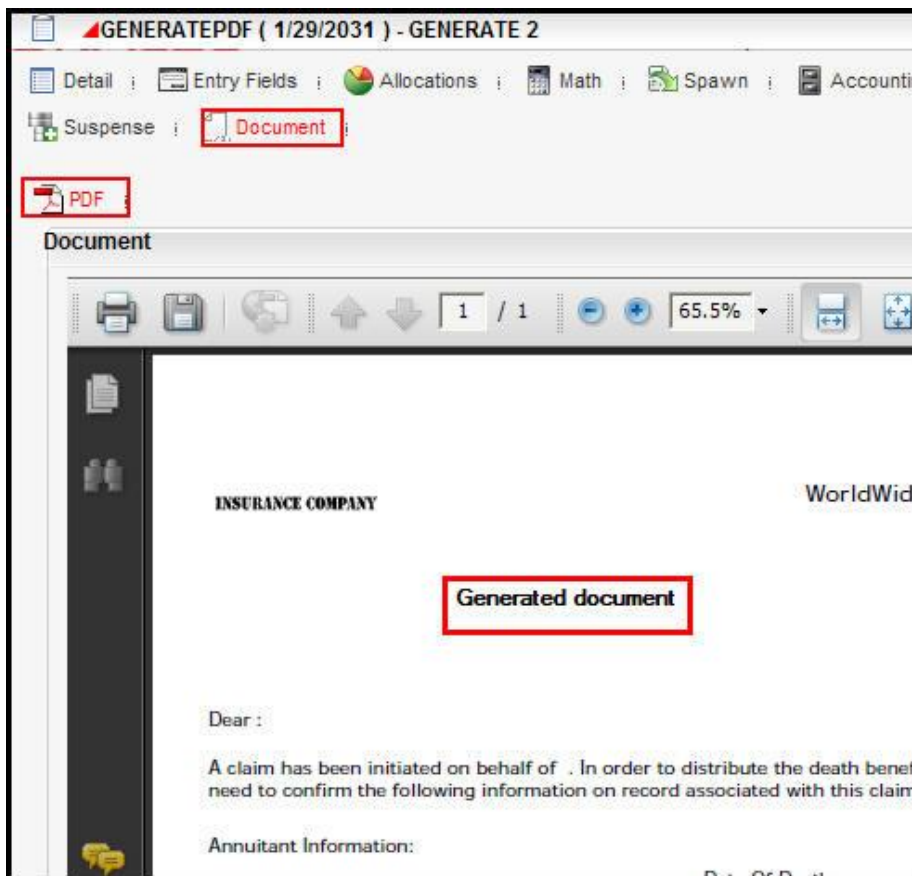 GENERATEPDF ( 1/29/2031 ) - GENERATE 2
Detail Entry Fields Allocations Math Spawn Accounti
Suspense Document
PDF
Document
1 / 1 65.5%
INSURANCE COMPANY WorldWid
Generated document
Dear :
A claim has been initiated on behalf of . In order to distribute the death benef
need to confirm the following information on record associated with this claim
Annuitant Information: